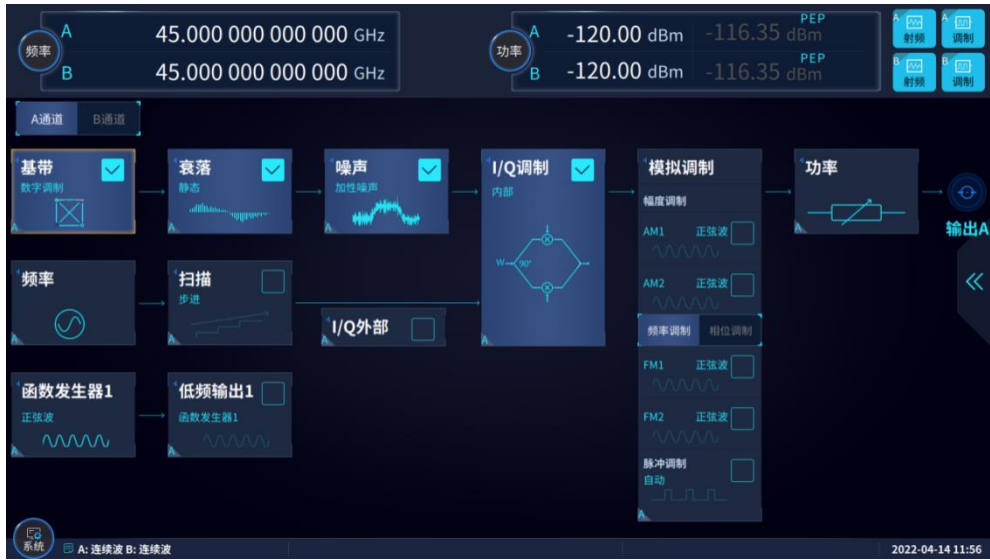 频率
A 45.000 000 000 000 GHz
B 45.000 000 000 000 GHz
功率
A -120.00 dBm PEP -116.35 dBm
B -120.00 dBm PEP -116.35 dBm
A 射频
A 调制
B 射频
B 调制
A通道 B通道
基带
数字调制
A
衰落
静态
A
噪声
加性噪声
A
I/Q调制
内部
W 90°
A
模拟调制
幅度调制
AM1 正弦波
AM2 正弦波
频率调制 相位调制
FM1 正弦波
FM2 正弦波
脉冲调制
自动
A
功率
A
输出A
频率
A
扫描
步进
A
I/Q外部
A
函数发生器1
正弦波
A
低频输出1
函数发生器1
A
系统
A: 连续波 B: 连续波
2022-04-14 11:56